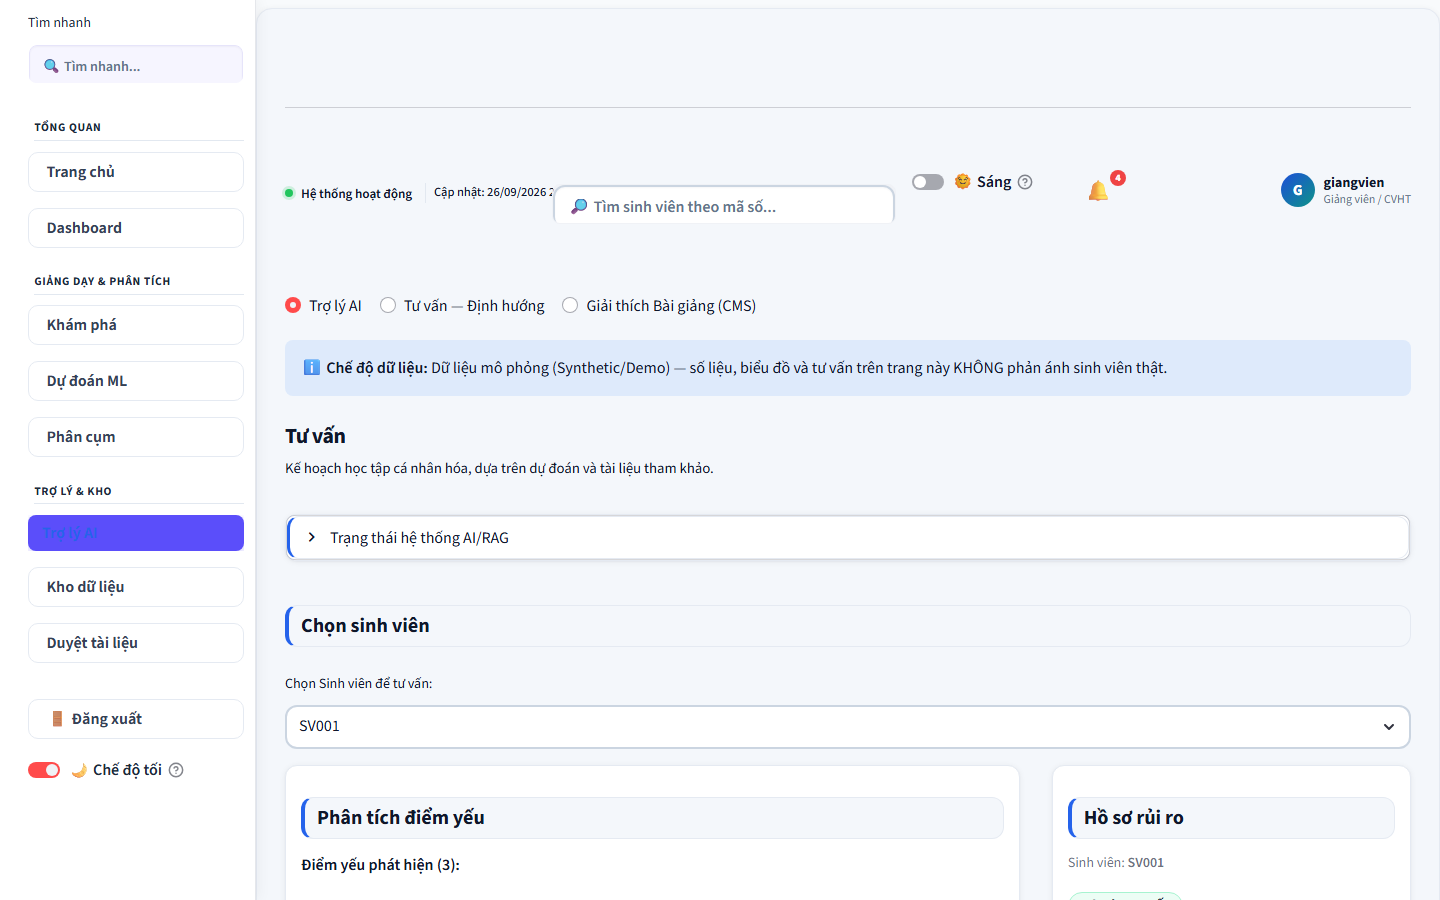 Tìm nhanh
Tìm nhanh...
TỔNG QUAN
Trang chủ
Dashboard
GIẢNG DẠY & PHÂN TÍCH
Khám phá
Dự đoán ML
Phân cụm
TRỢ LÝ & KHO
Trợ lý AI
Kho dữ liệu
Duyệt tài liệu
Đăng xuất
Chế độ tối
Hệ thống hoạt động
Cập nhật: 26/09/2026
Tìm sinh viên theo mã số...
Sáng
4
G
giangvien
Giảng viên / CVHT
Trợ lý AI
Tư vấn — Định hướng
Giải thích Bài giảng (CMS)
Chế độ dữ liệu: Dữ liệu mô phỏng (Synthetic/Demo) — số liệu, biểu đồ và tư vấn trên trang này KHÔNG phản ánh sinh viên thật.
Tư vấn
Kế hoạch học tập cá nhân hóa, dựa trên dự đoán và tài liệu tham khảo.
Trạng thái hệ thống AI/RAG
Chọn sinh viên
Chọn Sinh viên để tư vấn:
SV001
Phân tích điểm yếu
Điểm yếu phát hiện (3):
Hồ sơ rủi ro
Sinh viên: SV001